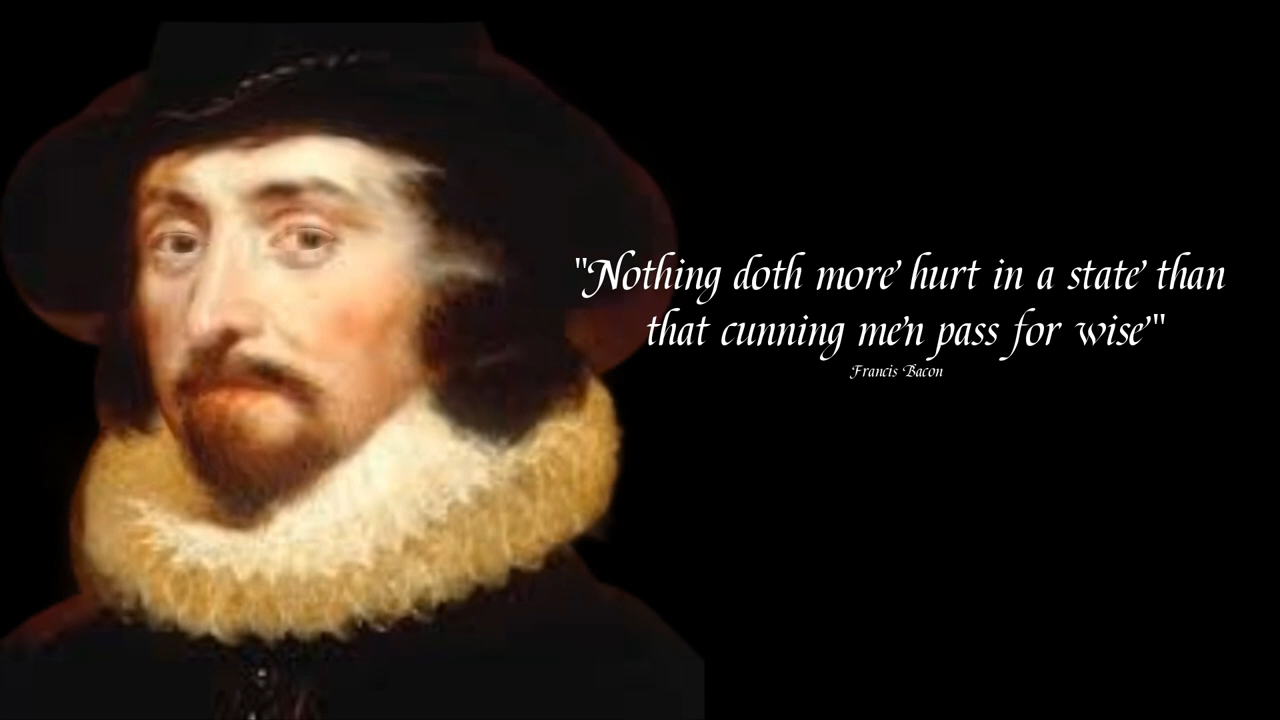 "Nothing doth more hurt in a state than
that cunning men pass for wise"
Francis Bacon